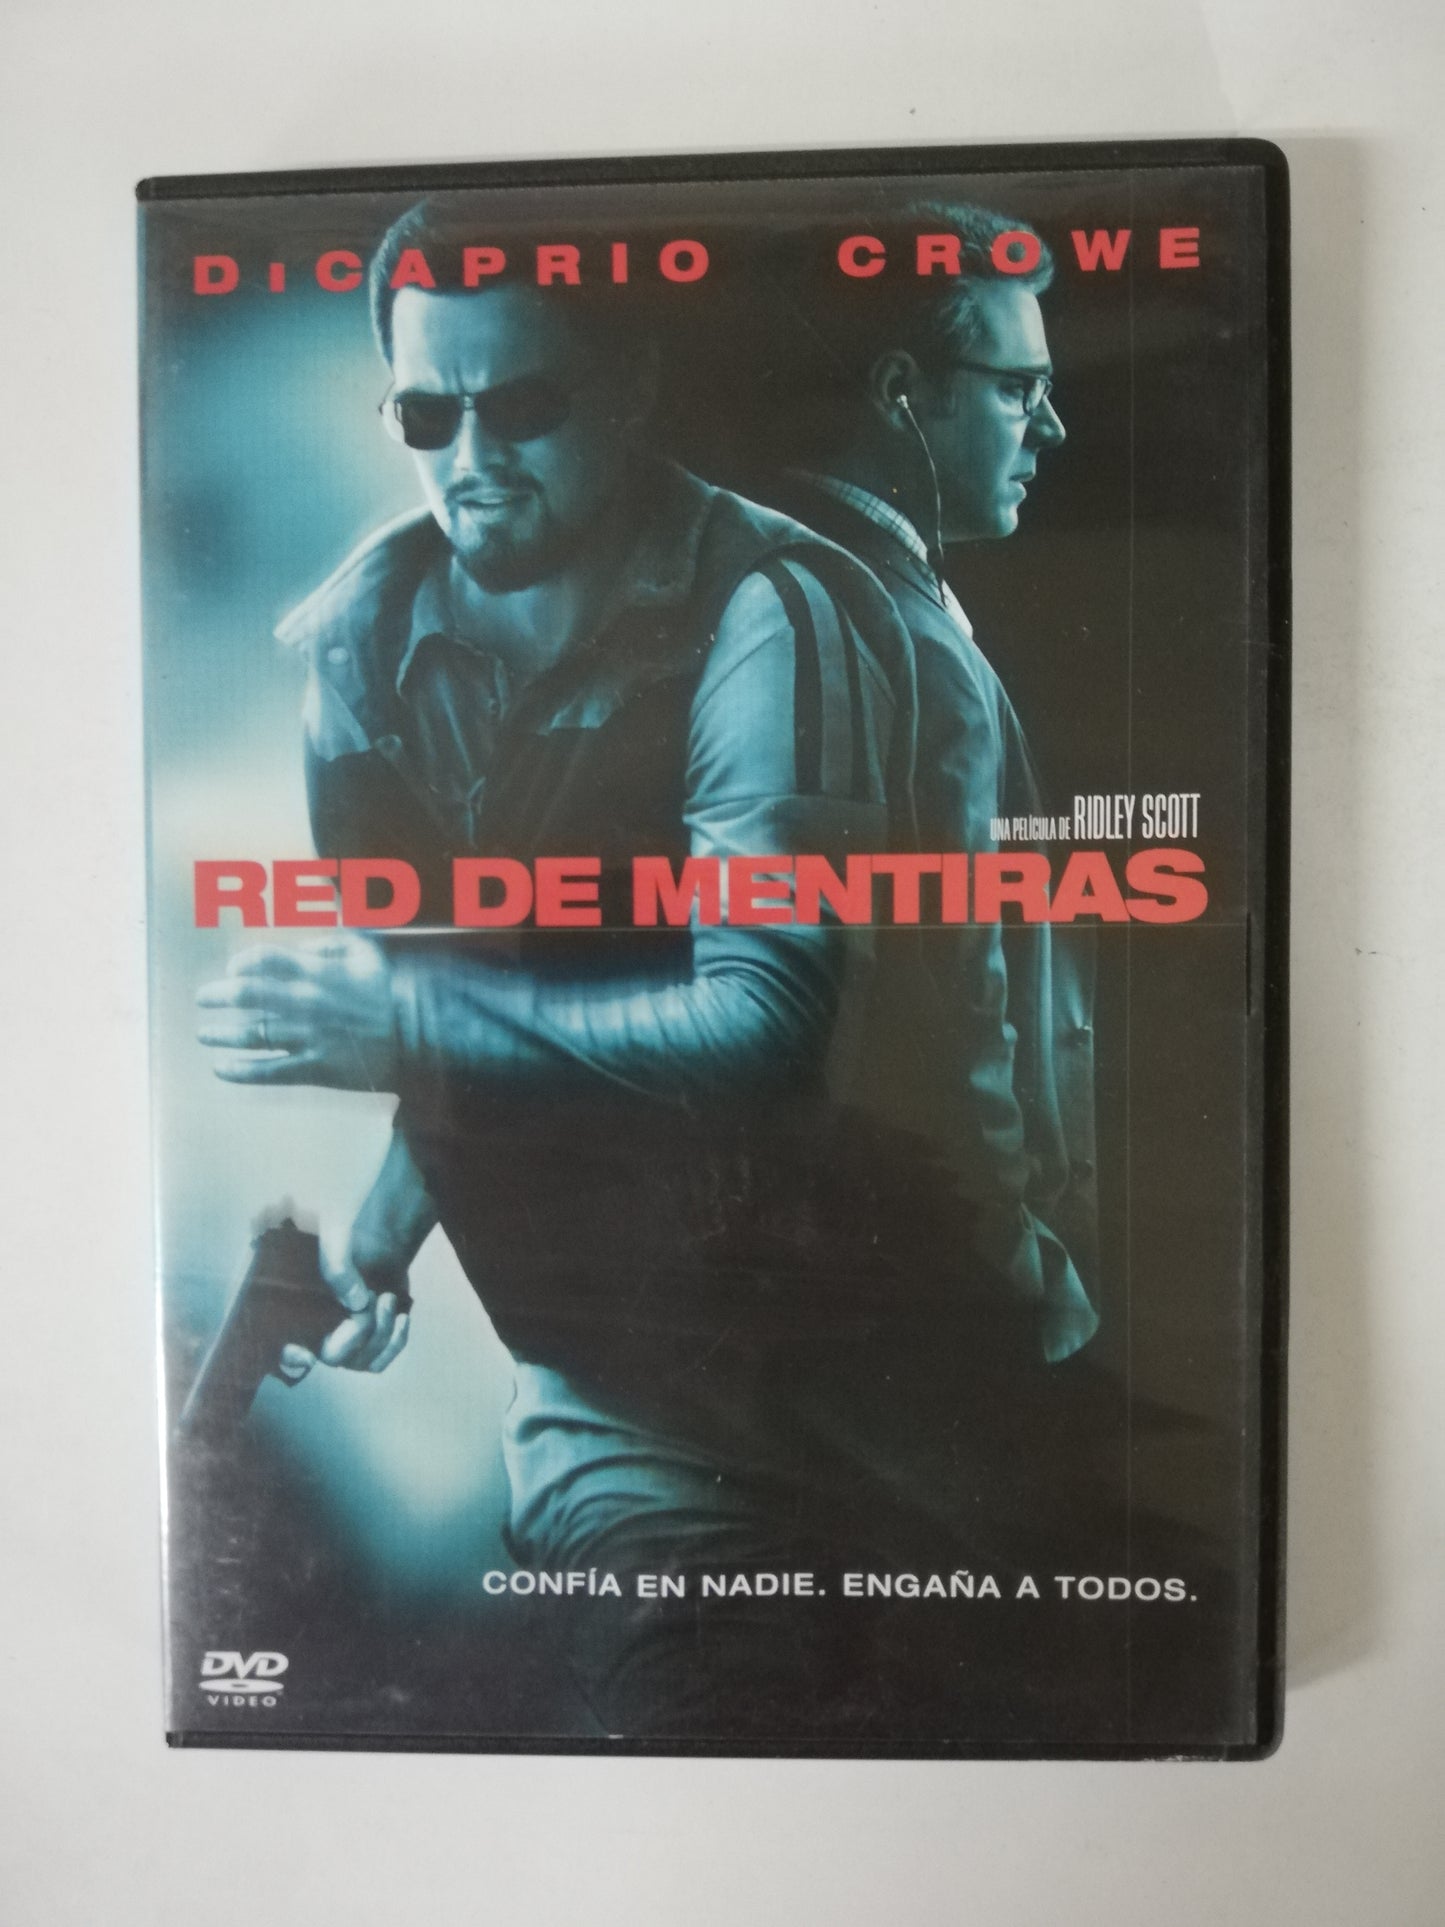 DiCAPRIO CROWE
UNA PELÍCULA DE RIDLEY SCOTT
RED DE MENTIRAS
CONFÍA EN NADIE. ENGAÑA A TODOS.
DVD
VIDEO